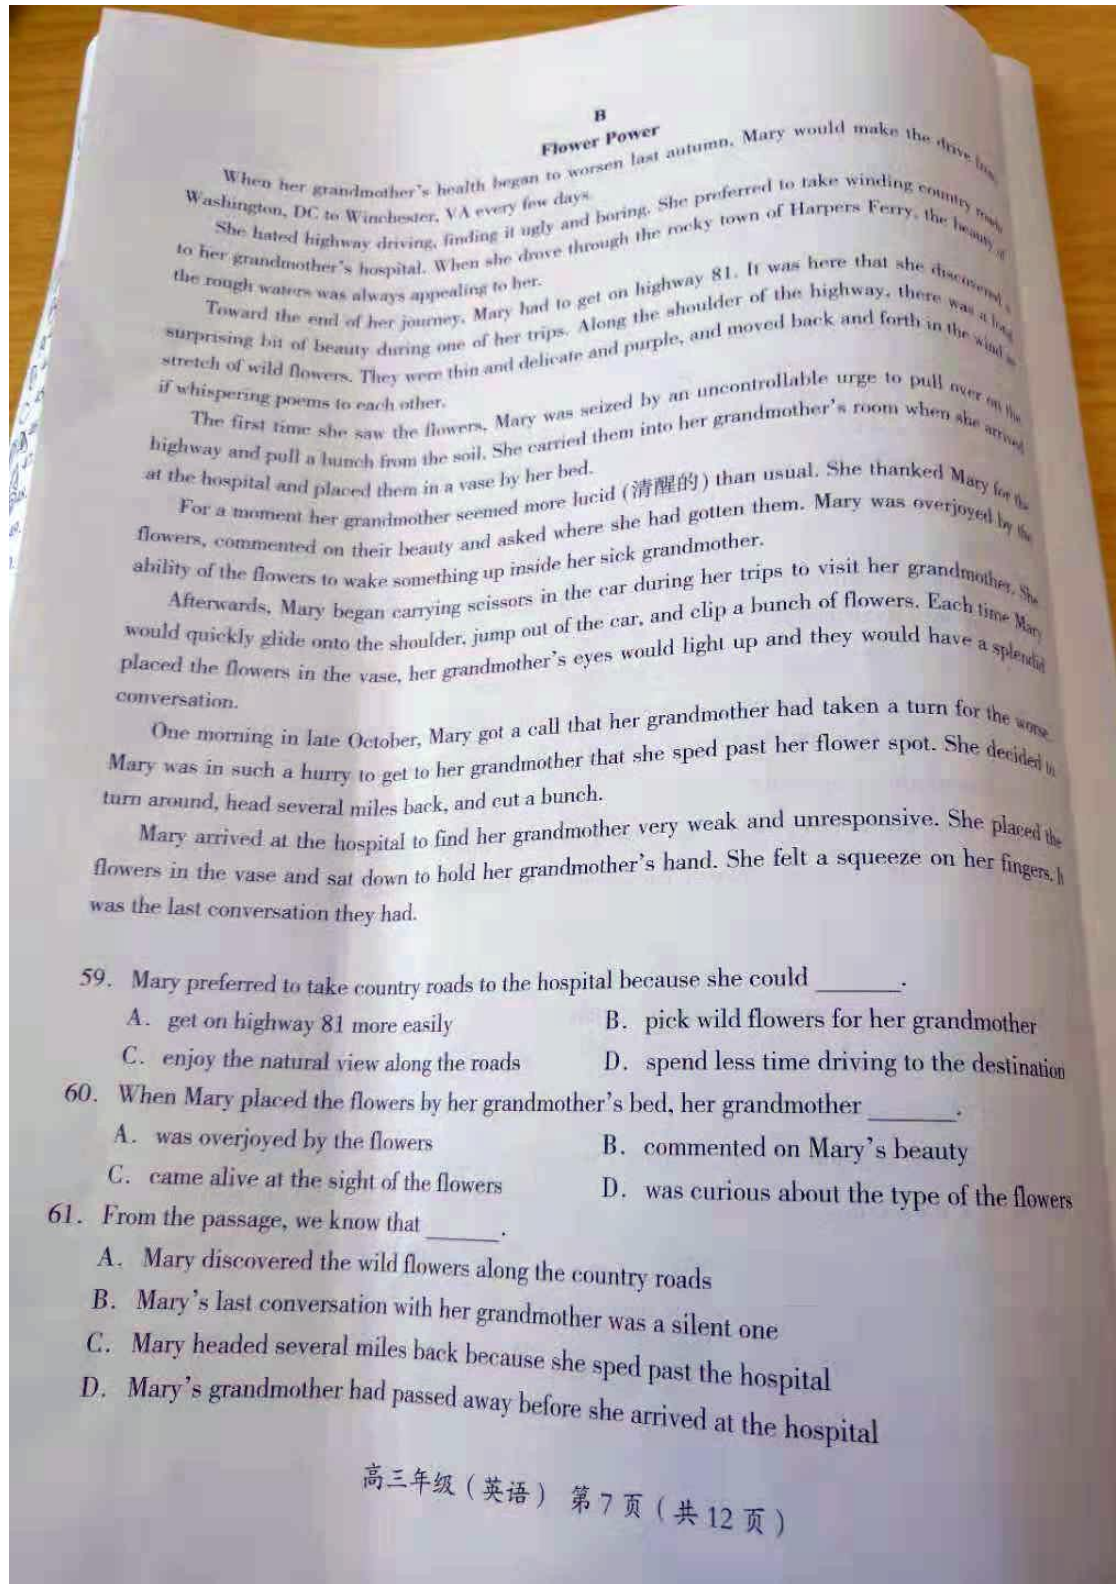 B
Flower Power
When her grandmother's health began to worsen last autumn, Mary would make the drive from
Washington, DC to Winchester, VA every few days.
She hated highway driving, finding it ugly and boring. She preferred to take winding country roads
to her grandmother's hospital. When she drove through the rocky town of Harpers Ferry, the beauty of
the rough waters was always appealing to her.
Toward the end of her journey, Mary had to get on highway 81. It was here that she discovered a
surprising bit of beauty during one of her trips. Along the shoulder of the highway, there was a long
stretch of wild flowers. They were thin and delicate and purple, and moved back and forth in the wind as
if whispering poems to each other.
The first time she saw the flowers, Mary was seized by an uncontrollable urge to pull over on the
highway and pull a bunch from the soil. She carried them into her grandmother's room when she arrived
at the hospital and placed them in a vase by her bed.
For a moment her grandmother seemed more lucid (清醒的) than usual. She thanked Mary for the
flowers, commented on their beauty and asked where she had gotten them. Mary was overjoyed by the
ability of the flowers to wake something up inside her sick grandmother.
Afterwards, Mary began carrying scissors in the car during her trips to visit her grandmother. She
would quickly glide onto the shoulder, jump out of the car, and clip a bunch of flowers. Each time Mary
placed the flowers in the vase, her grandmother's eyes would light up and they would have a splendid
conversation.
One morning in late October, Mary got a call that her grandmother had taken a turn for the worse.
Mary was in such a hurry to get to her grandmother that she sped past her flower spot. She decided to
turn around, head several miles back, and cut a bunch.
Mary arrived at the hospital to find her grandmother very weak and unresponsive. She placed the
flowers in the vase and sat down to hold her grandmother's hand. She felt a squeeze on her fingers. It
was the last conversation they had.
59. Mary preferred to take country roads to the hospital because she could ______.
A. get on highway 81 more easily B. pick wild flowers for her grandmother
C. enjoy the natural view along the roads D. spend less time driving to the destination
60. When Mary placed the flowers by her grandmother's bed, her grandmother ______.
A. was overjoyed by the flowers B. commented on Mary's beauty
C. came alive at the sight of the flowers D. was curious about the type of the flowers
61. From the passage, we know that ______.
A. Mary discovered the wild flowers along the country roads
B. Mary's last conversation with her grandmother was a silent one
C. Mary headed several miles back because she sped past the hospital
D. Mary's grandmother had passed away before she arrived at the hospital
高三年级（英语） 第 7 页（共 12 页）